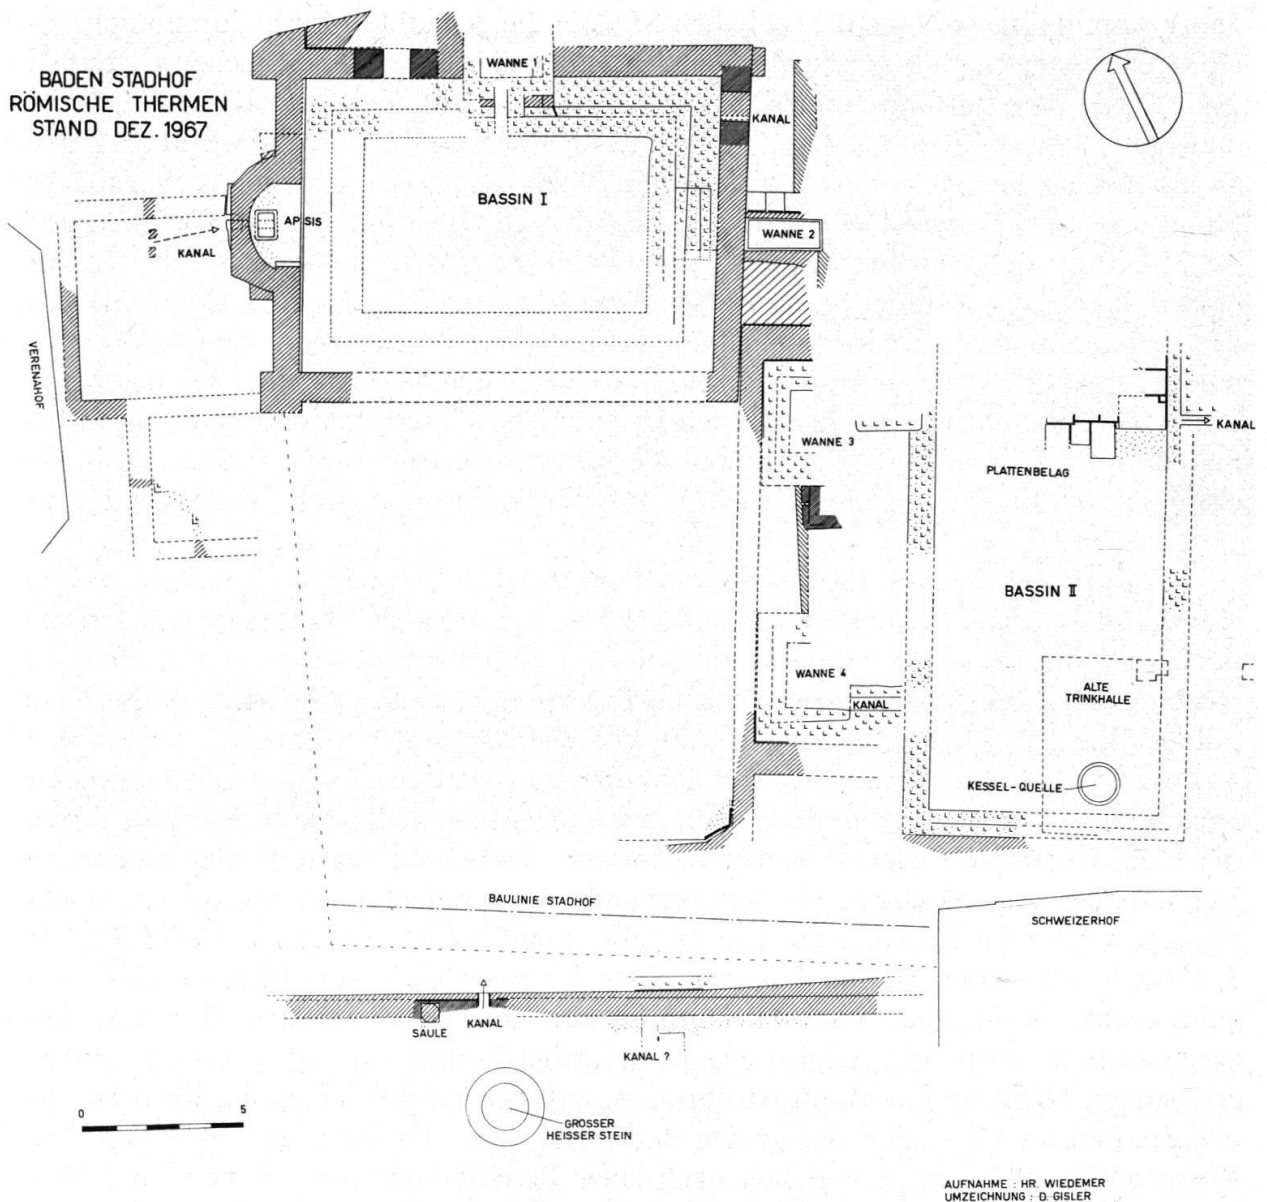 BADEN STADHOF
RÖMISCHE THERMEN
STAND DEZ. 1967
WANNE 1
KANAL
BASSIN I
APSIS
KANAL
WANNE 2
VERENAHOF
WANNE 3
KANAL
PLATTENBELAG
BASSIN II
WANNE 4
KANAL
ALTE
TRINKHALLE
KESSEL-QUELLE
BAULINIE STADHOF
SCHWEIZERHOF
SÄULE
KANAL
KANAL ?
0 5
GROSSER
HEISSER STEIN
AUFNAHME : HR. WIEDEMER
UMZEICHNUNG : D. GISLER